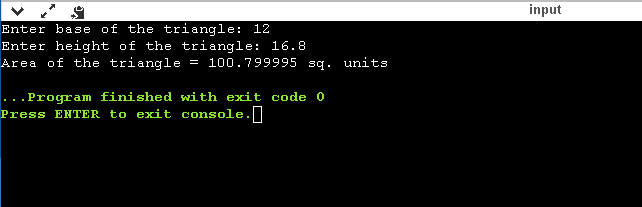 input
Enter base of the triangle: 12
Enter height of the triangle: 16.8
Area of the triangle = 100.799995 sq. units
...Program finished with exit code 0
Press ENTER to exit console.